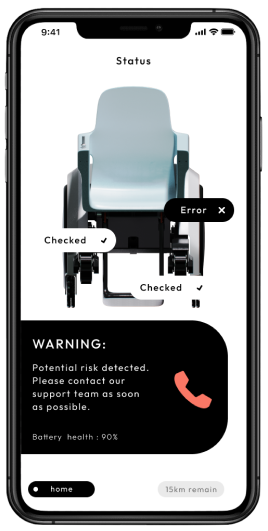 9:41
Status
Error
Checked
Checked
WARNING:
Potential risk detected.
Please contact our
support team as soon
as possible.
Battery health : 90%
home
15km remain